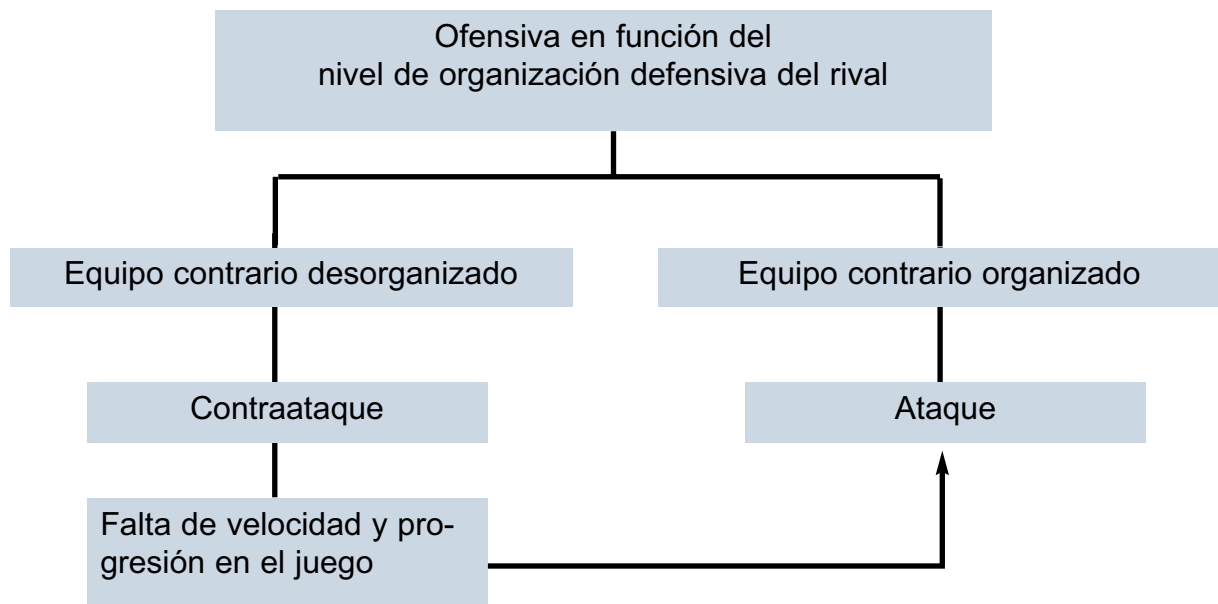 Ofensiva en función del
nivel de organización defensiva del rival
Equipo contrario desorganizado
Equipo contrario organizado
Contraataque
Ataque
Falta de velocidad y pro-
gresión en el juego